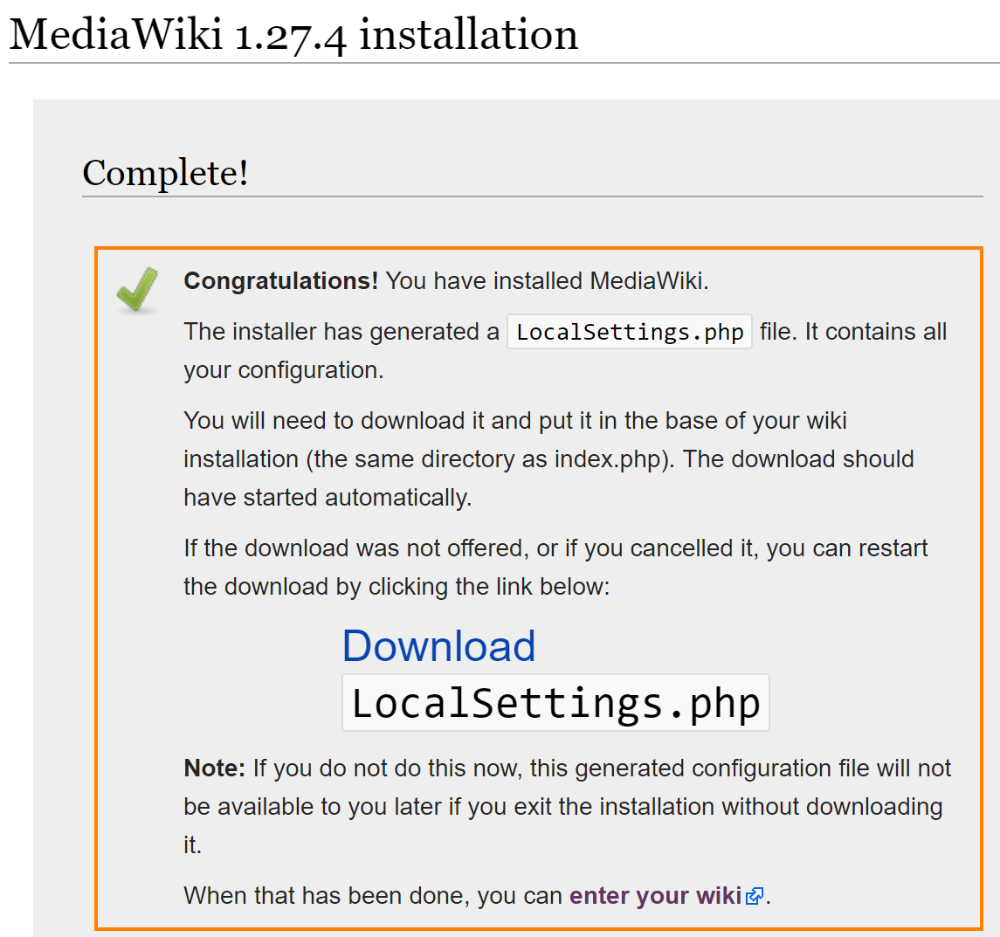 MediaWiki 1.27.4 installation
Complete!
Congratulations! You have installed MediaWiki.
The installer has generated a LocalSettings.php file. It contains all
your configuration.
You will need to download it and put it in the base of your wiki
installation (the same directory as index.php). The download should
have started automatically.
If the download was not offered, or if you cancelled it, you can restart
the download by clicking the link below:
Download
LocalSettings.php
Note: If you do not do this now, this generated configuration file will not
be available to you later if you exit the installation without downloading
it.
When that has been done, you can enter your wiki.